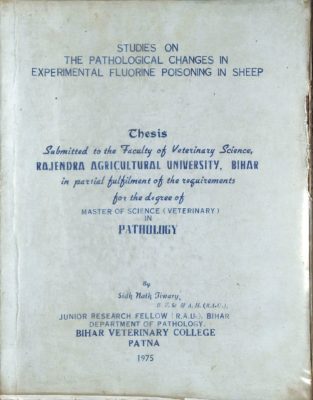 STUDIES ON
THE PATHOLOGICAL CHANGES IN
EXPERIMENTAL FLUORINE POISONING IN SHEEP
Thesis
Submitted to the Faculty of Veterinary Science,
RAJENDRA AGRICULTURAL UNIVERSITY, BIHAR
in partial fulfilment of the requirements
for the degree of
MASTER OF SCIENCE (VETERINARY)
IN
PATHOLOGY
By
Sidh Nath Tiwary,
B. V. Sc & A. H. (R.A.U.),
JUNIOR RESEARCH FELLOW (R.A.U.), BIHAR
DEPARTMENT OF PATHOLOGY,
BIHAR VETERINARY COLLEGE
PATNA
1975